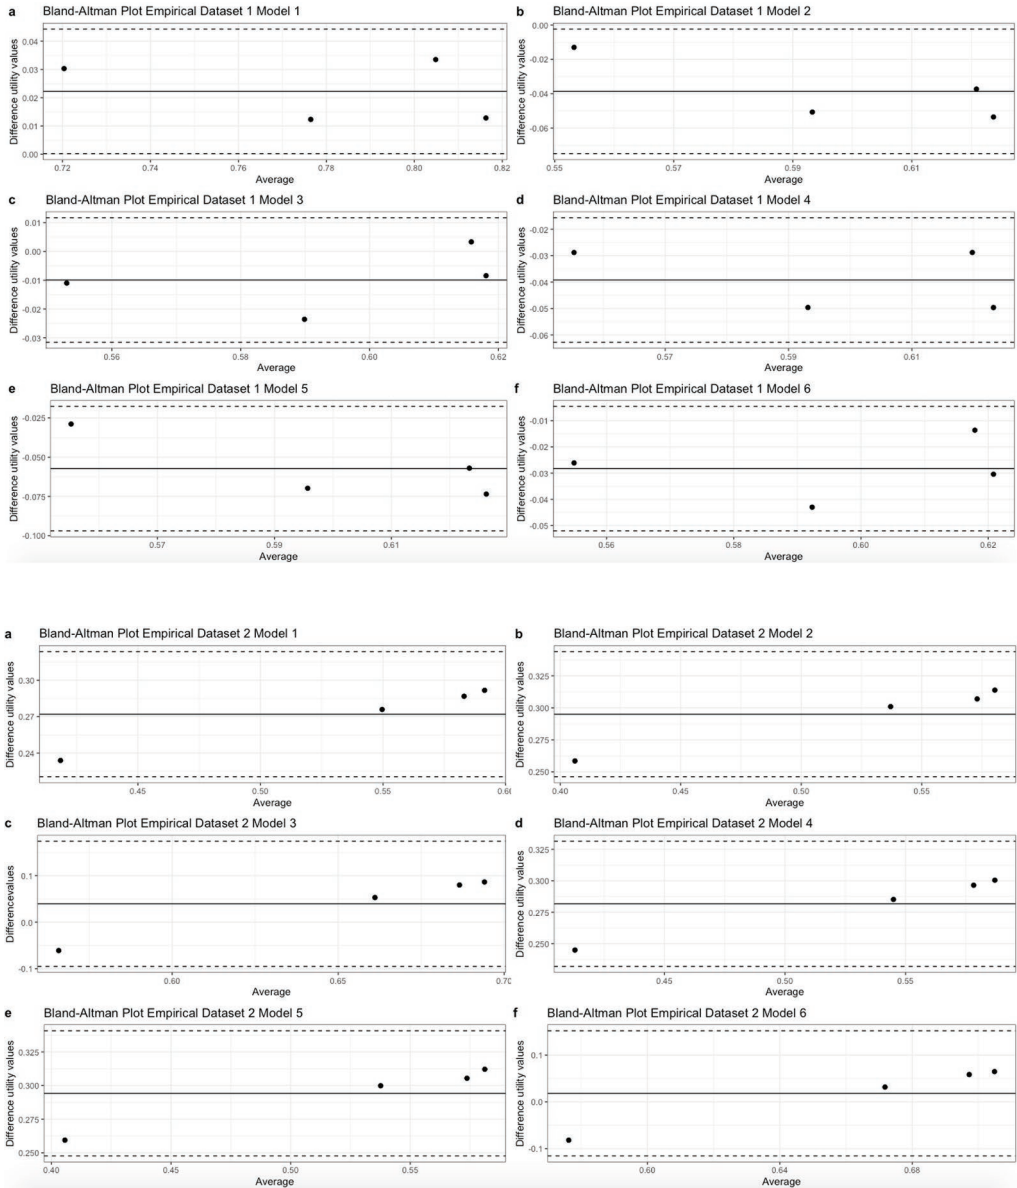 a Bland-Altman Plot Empirical Dataset 1 Model 1
Difference utility values
0.04
0.03
0.02
0.01
0.00
0.72 0.74 0.76 0.78 0.80 0.82
Average
b Bland-Altman Plot Empirical Dataset 1 Model 2
Difference utility values
0.00
-0.02
-0.04
-0.06
0.55 0.57 0.59 0.61
Average
c Bland-Altman Plot Empirical Dataset 1 Model 3
Difference utility values
0.01
0.00
-0.01
-0.02
-0.03
0.56 0.58 0.60 0.62
Average
d Bland-Altman Plot Empirical Dataset 1 Model 4
Difference utility values
-0.02
-0.03
-0.04
-0.05
-0.06
0.57 0.59 0.61
Average
e Bland-Altman Plot Empirical Dataset 1 Model 5
Difference utility values
-0.025
-0.050
-0.075
-0.100
0.57 0.59 0.61
Average
f Bland-Altman Plot Empirical Dataset 1 Model 6
Difference utility values
-0.01
-0.02
-0.03
-0.04
-0.05
0.56 0.58 0.60 0.62
Average
a Bland-Altman Plot Empirical Dataset 2 Model 1
Difference utility values
0.30
0.27
0.24
0.45 0.50 0.55 0.60
Average
b Bland-Altman Plot Empirical Dataset 2 Model 2
Difference utility values
0.325
0.300
0.275
0.250
0.40 0.45 0.50 0.55
Average
c Bland-Altman Plot Empirical Dataset 2 Model 3
Differencevalues
0.1
0.0
-0.1
0.60 0.65 0.70
Average
d Bland-Altman Plot Empirical Dataset 2 Model 4
Difference utility values
0.325
0.300
0.275
0.250
0.45 0.50 0.55
Average
e Bland-Altman Plot Empirical Dataset 2 Model 5
Difference utility values
0.325
0.300
0.275
0.250
0.40 0.45 0.50 0.55
Average
f Bland-Altman Plot Empirical Dataset 2 Model 6
Difference utility values
0.1
0.0
-0.1
0.60 0.64 0.68
Average